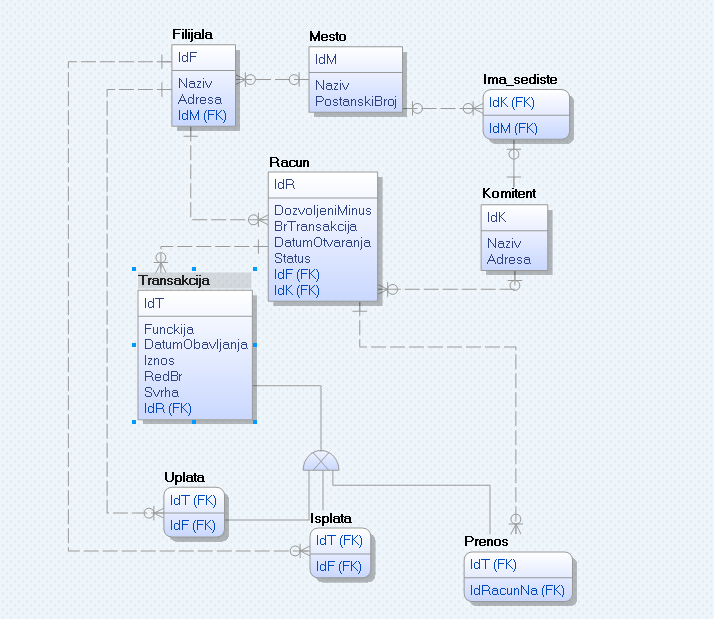 Filijala
IdF
Naziv
Adresa
IdM (FK)
Mesto
IdM
Naziv
PostanskiBroj
Ima_sediste
IdK (FK)
IdM (FK)
Komitent
IdK
Naziv
Adresa
Racun
IdR
DozvoljeniMinus
BrTransakcija
DatumOtvaranja
Status
IdF (FK)
IdK (FK)
Transakcija
IdT
Funckija
DatumObavljanja
Iznos
RedBr
Svrha
IdR (FK)
Uplata
IdT (FK)
IdF (FK)
Isplata
IdT (FK)
IdF (FK)
Prenos
IdT (FK)
IdRacunNa (FK)